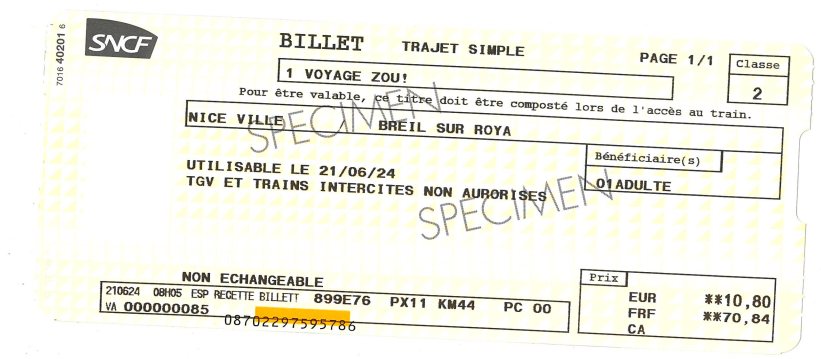 7016 40201 6
SNCF
BILLET TRAJET SIMPLE PAGE 1/1 Classe
1 VOYAGE ZOU! 2
Pour être valable, ce titre doit être composté lors de l'accès au train.
SPECIMEN
NICE VILLE BREIL SUR ROYA
Bénéficiaire(s)
UTILISABLE LE 21/06/24
TGV ET TRAINS INTERCITES NON AURORISES 01ADULTE
SPECIMEN
NON ECHANGEABLE Prix
210624 08H05 ESP RECETTE BILLETT 899E76 PX11 KM44 PC 00 EUR **10,80
VA 000000085 FRF **70,84
08702297595786 CA